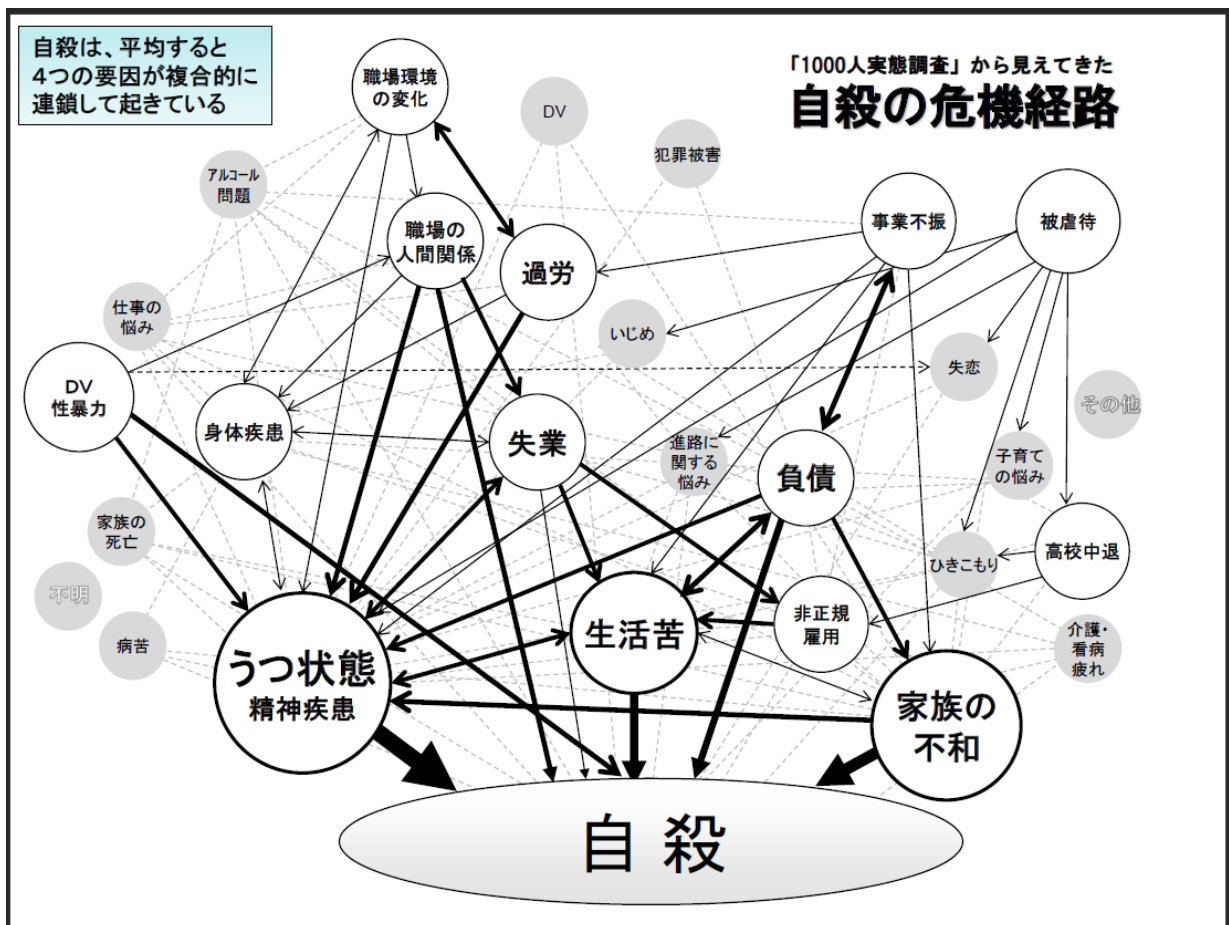 自殺は、平均すると
4つの要因が複合的に
連鎖して起きている
「1000人実態調査」から見えてきた
自殺の危機経路
職場環境
の変化
DV
犯罪被害
アルコール
問題
職場の
人間関係
過労
事業不振
被虐待
仕事の
悩み
いじめ
失恋
DV
性暴力
その他
身体疾患
失業
進路に
関する
悩み
負債
子育て
の悩み
家族の
死亡
ひきこもり
高校中退
不明
病苦
うつ状態
精神疾患
生活苦
非正規
雇用
介護・
看病
疲れ
家族の
不和
自殺